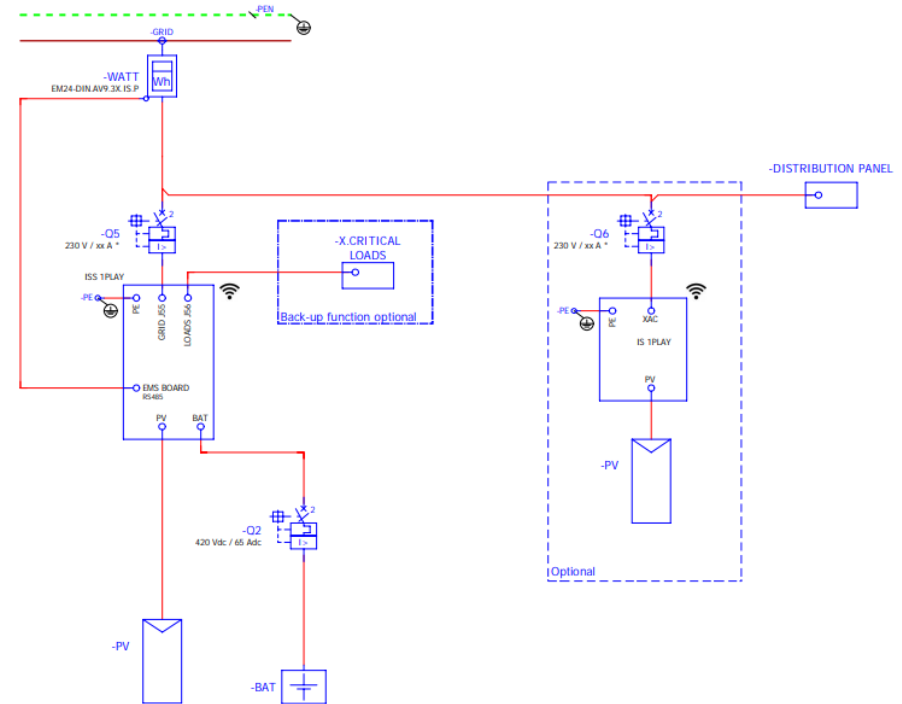 -PEN
-GRID
-WATT
EM24-DIN.AV9.3X.IS.P
Wh
-DISTRIBUTION PANEL
2
-Q5
230 V / xx A *
I >
-X.CRITICAL
LOADS
Back-up function optional
2
-Q6
230 V / xx A *
I >
ISS 1PLAY
-PE
PE
GRID J55
LOADS J56
EMS BOARD
RS485
PV
BAT
-PE
PE
XAC
IS 1PLAY
PV
-PV
Optional
2
-Q2
420 Vdc / 65 Adc
I >
-PV
-BAT